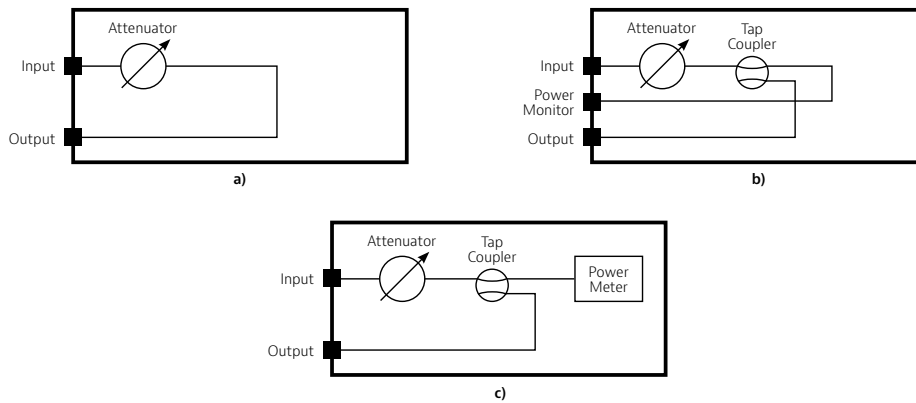 Attenuator
Input
Output
a)
Attenuator
Tap
Coupler
Input
Power
Monitor
Output
b)
Attenuator
Tap
Coupler
Input
Power
Meter
Output
c)